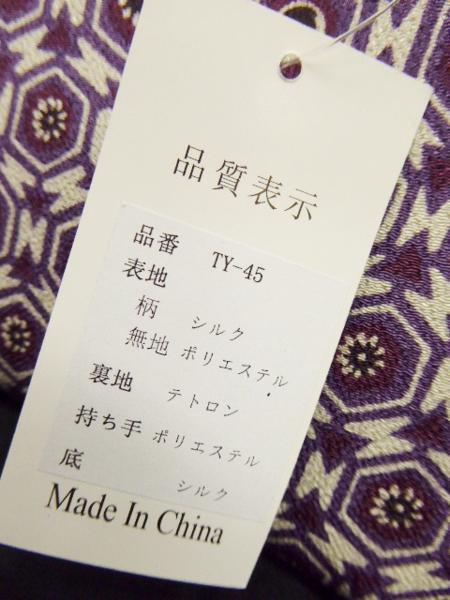 品質表示
品番 TY-45
表地
柄 シルク
無地 ポリエステル
裏地 テトロン
持ち手 ポリエステル
底 シルク
Made In China